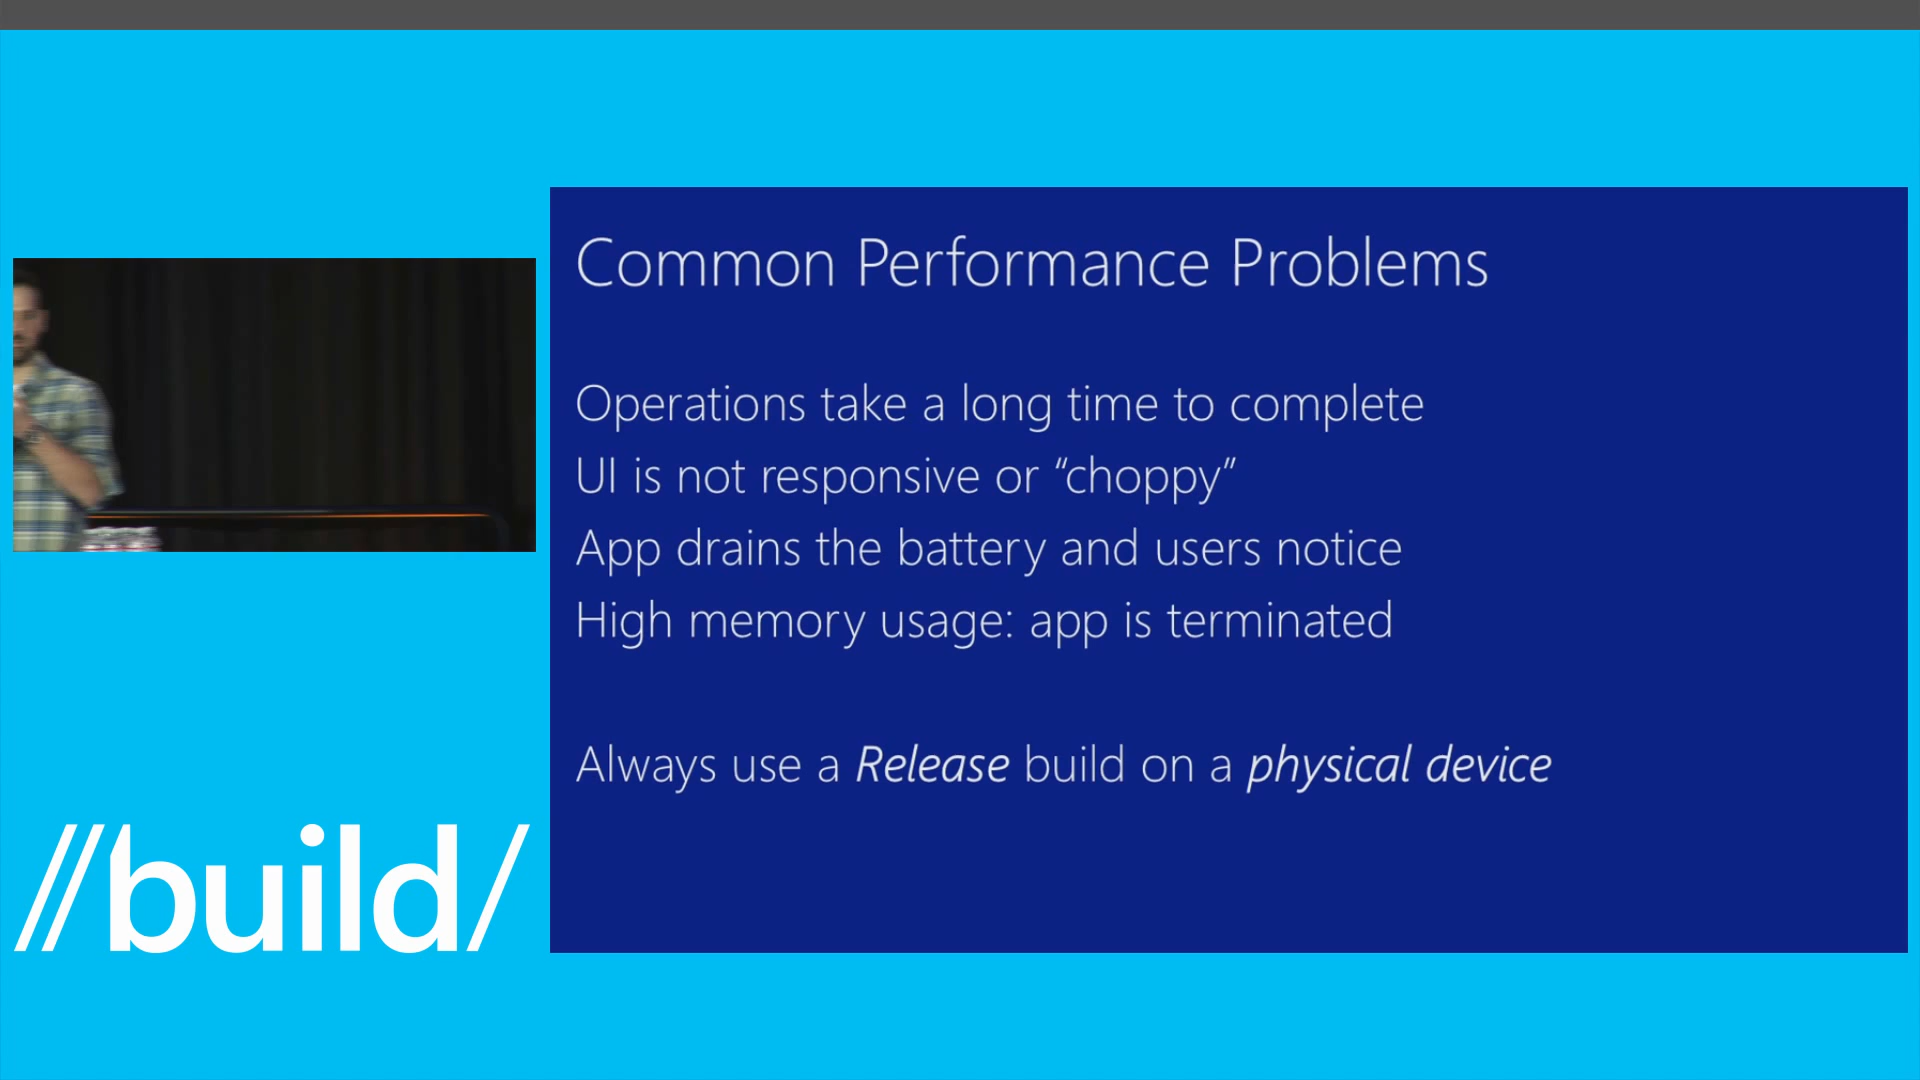 Common Performance Problems
Operations take a long time to complete
UI is not responsive or “choppy”
App drains the battery and users notice
High memory usage: app is terminated
Always use a Release build on a physical device
//build/